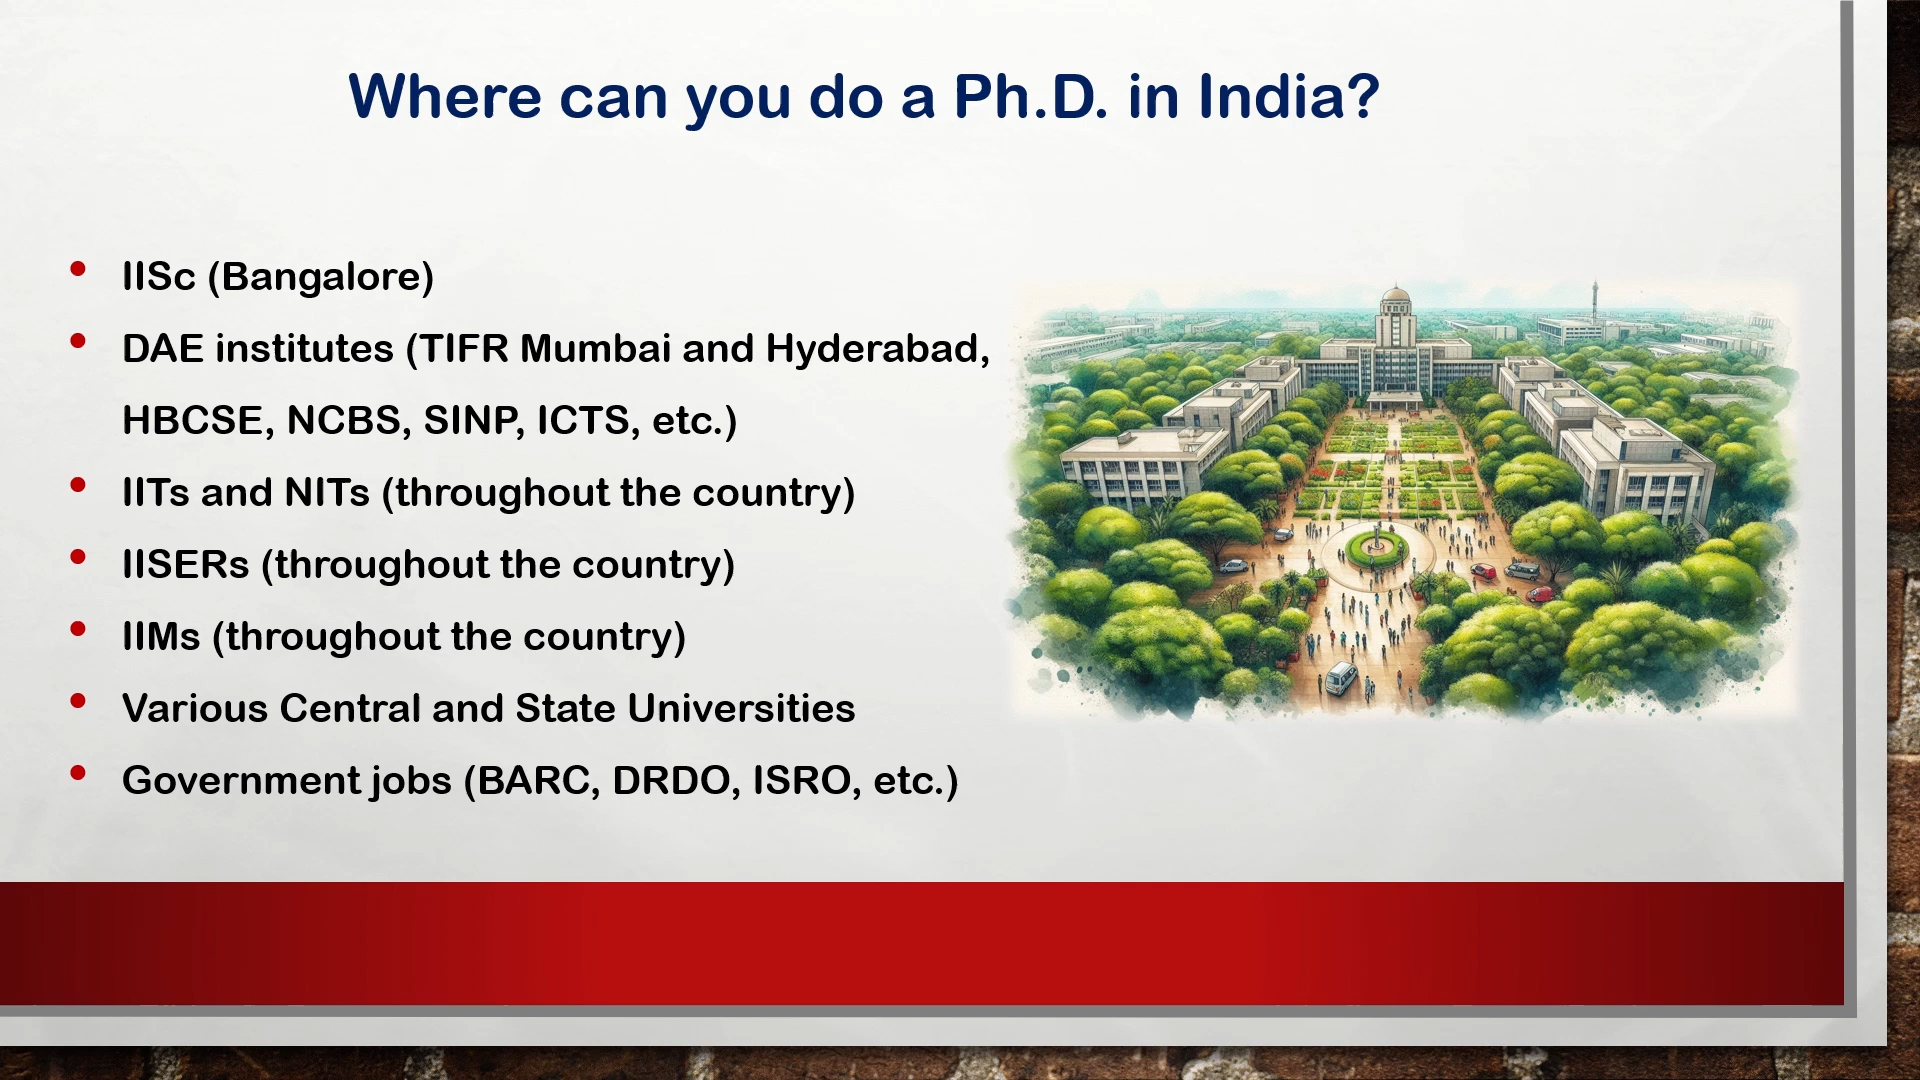 Where can you do a Ph.D. in India?
• IISc (Bangalore)
• DAE institutes (TIFR Mumbai and Hyderabad,
HBCSE, NCBS, SINP, ICTS, etc.)
• IITs and NITs (throughout the country)
• IISERs (throughout the country)
• IIMs (throughout the country)
• Various Central and State Universities
• Government jobs (BARC, DRDO, ISRO, etc.)